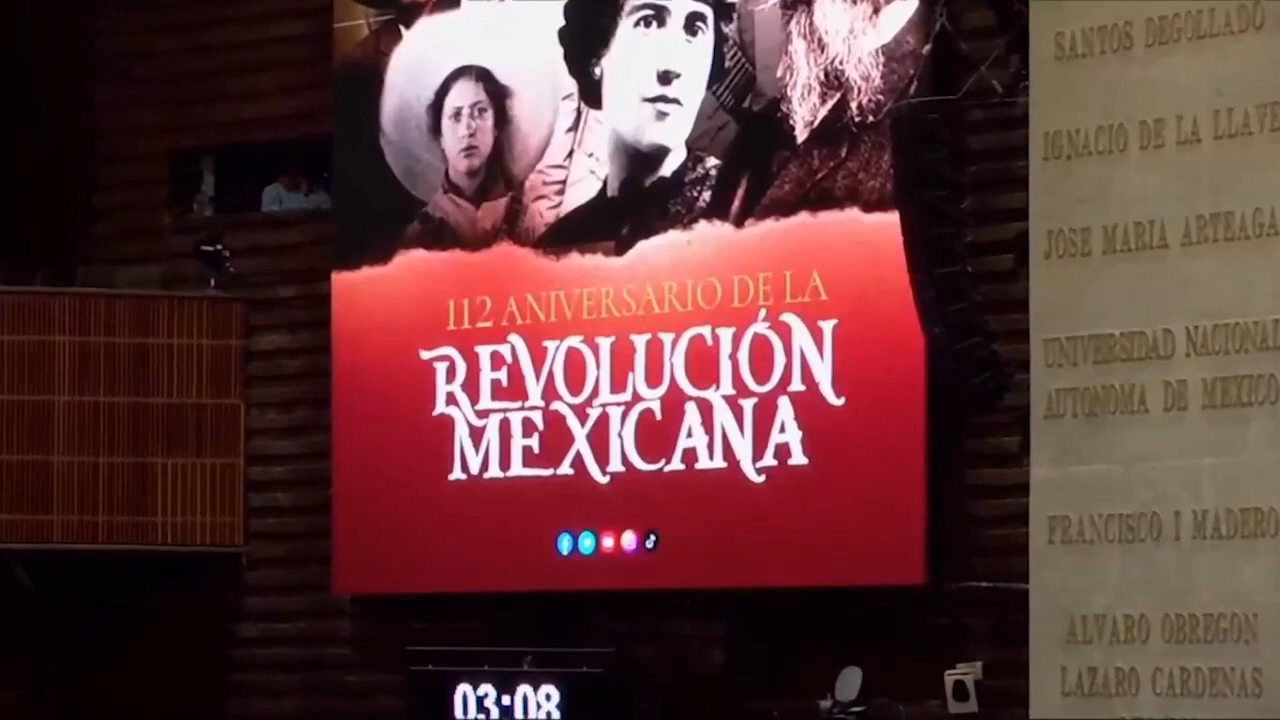 112 ANIVERSARIO DE LA
REVOLUCIÓN
MEXICANA
03:08
SANTOS DEGOLLADO
IGNACIO DE LA LLAVE
JOSE MARIA ARTEAGA
UNIVERSIDAD NACIONAL
AUTONOMA DE MEXICO
FRANCISCO I MADERO
ALVARO OBREGON
LAZARO CARDENAS